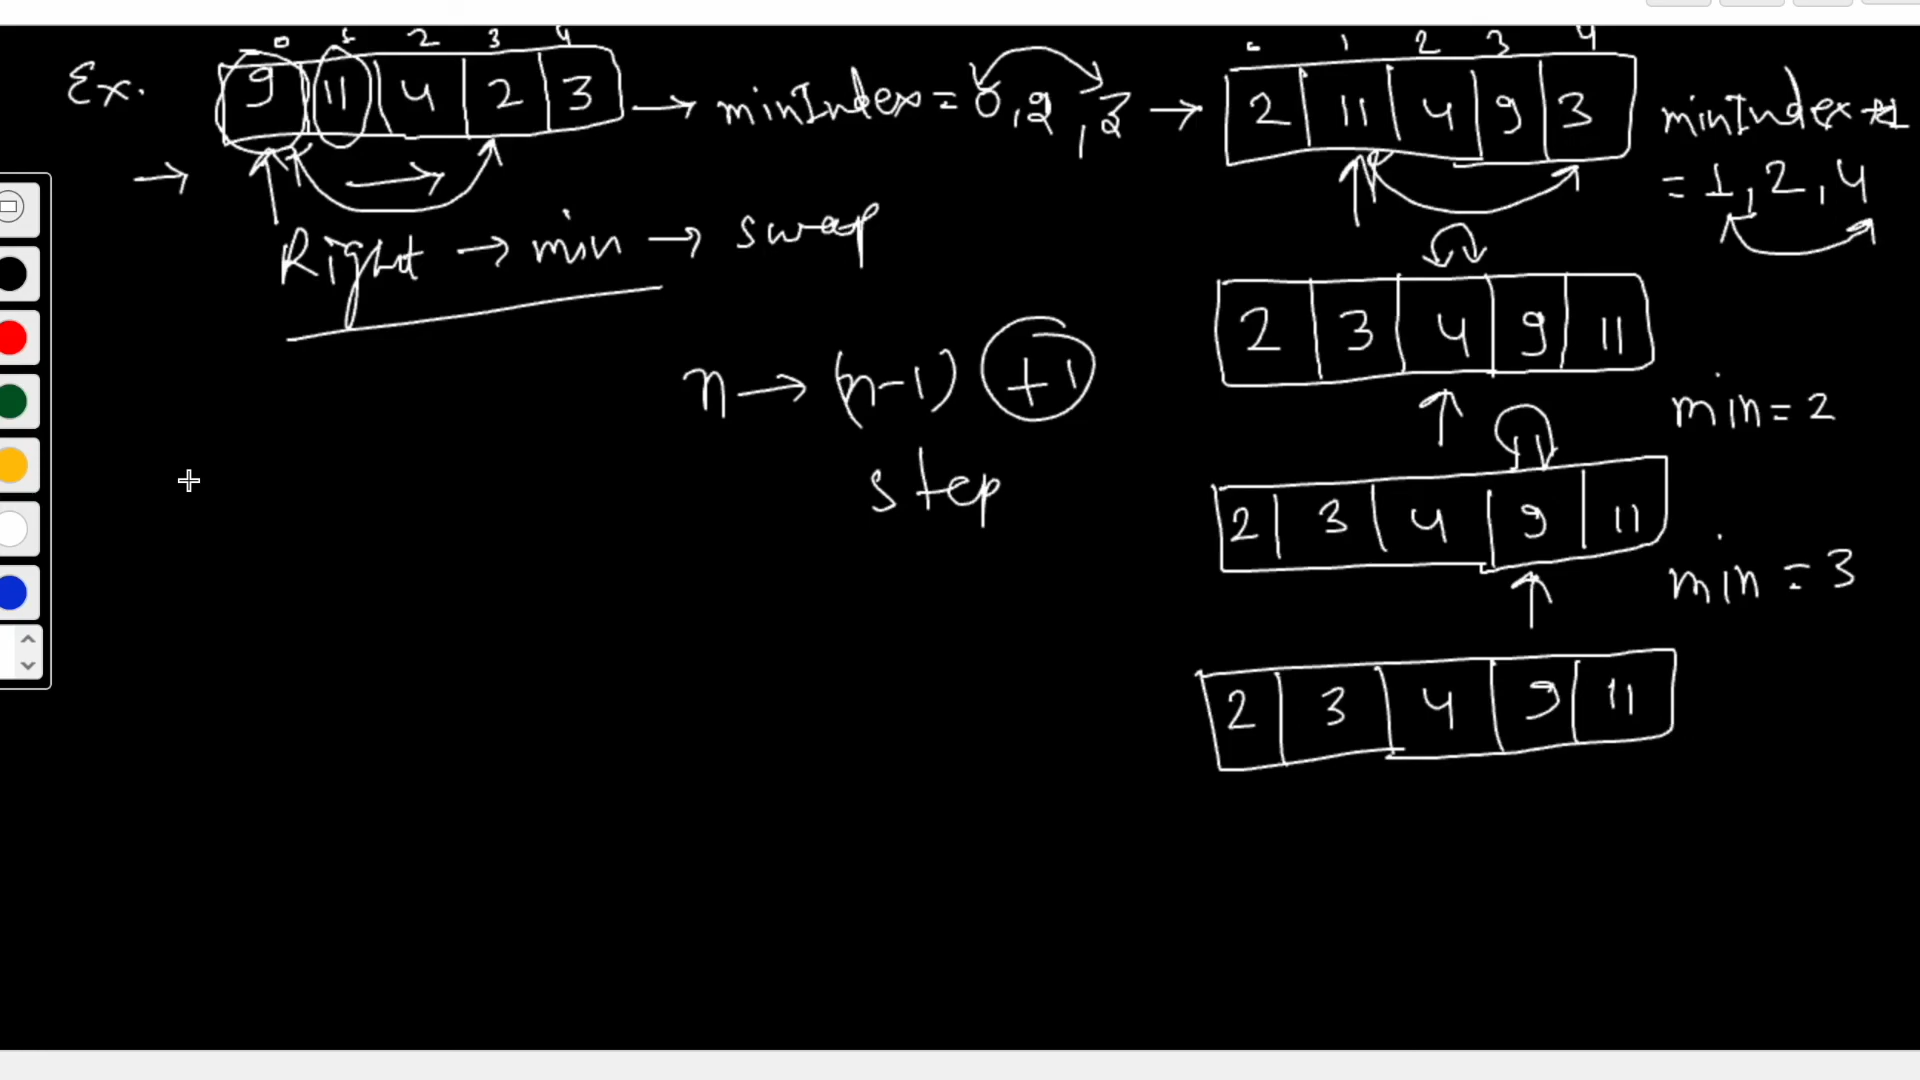 0 1 2 3 4
Ex. 9 11 4 2 3 → minIndex = 0, 2, 3 →
Right → min → swap
n → (n-1) +1
step
0 1 2 3 4
2 11 4 9 3
minIndex
= 1, 2, 4
2 3 4 9 11
min = 2
2 3 4 9 11
min = 3
2 3 4 9 11